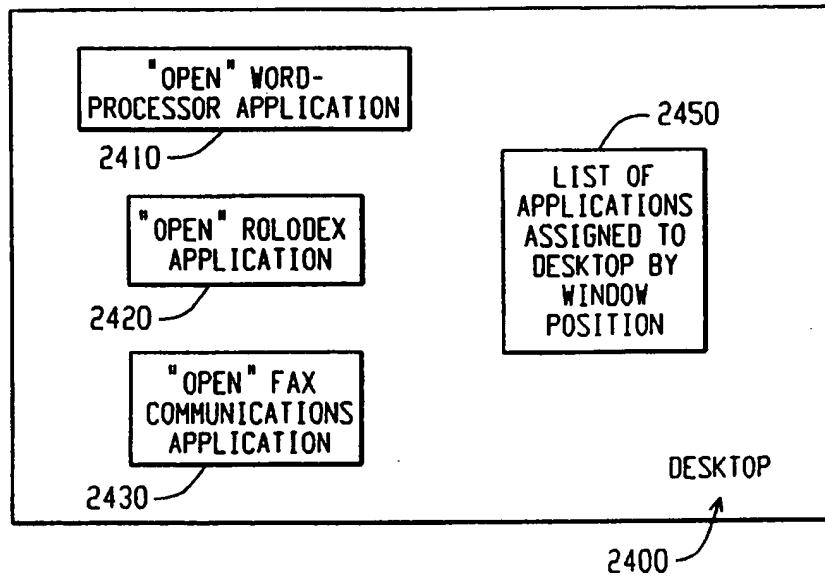 "OPEN" WORD-
PROCESSOR APPLICATION
2410
"OPEN" ROLODEX
APPLICATION
2420
"OPEN" FAX
COMMUNICATIONS
APPLICATION
2430
2450
LIST OF
APPLICATIONS
ASSIGNED TO
DESKTOP BY
WINDOW
POSITION
DESKTOP
2400